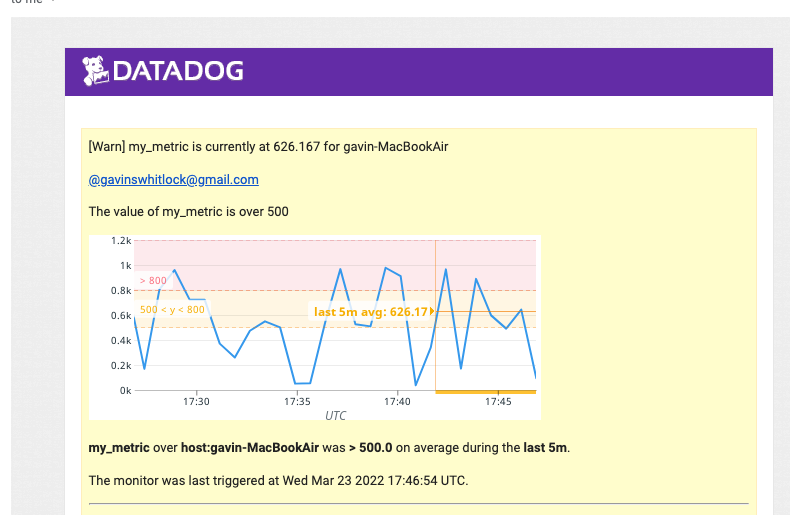 to me
DATADOG
[Warn] my_metric is currently at 626.167 for gavin-MacBookAir
@gavinswhitlock@gmail.com
The value of my_metric is over 500
1.2k
1k
> 800
0.8k
500 < y < 800
last 5m avg: 626.17
0.6k
0.4k
0.2k
0k
17:30 17:35 17:40 17:45
UTC
my_metric over host:gavin-MacBookAir was > 500.0 on average during the last 5m.
The monitor was last triggered at Wed Mar 23 2022 17:46:54 UTC.